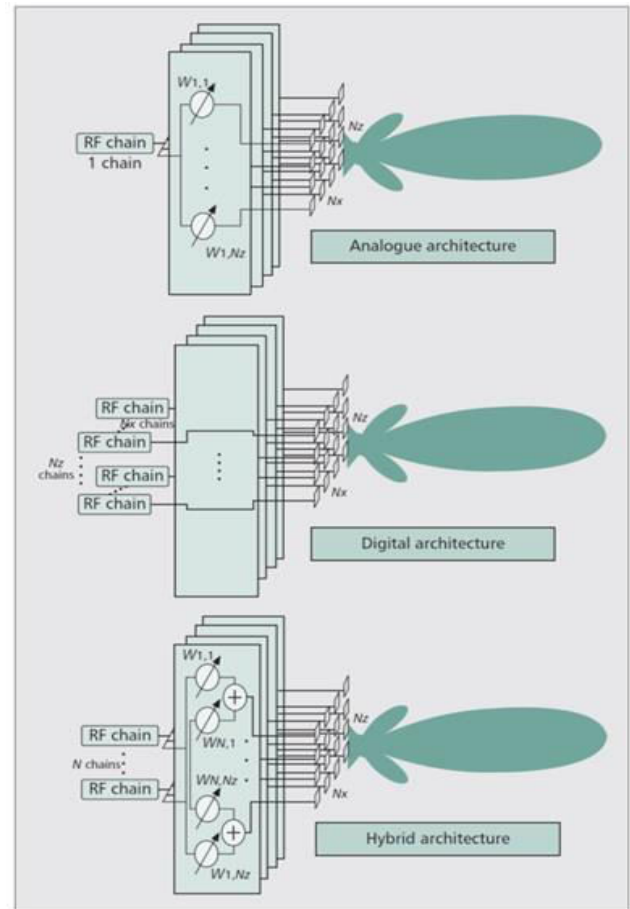 W1,1
Nz
RF chain
1 chain
Nx
W1,Nz
Analogue architecture
RF chain
Nx chains
Nz
RF chain
Nz
chains
RF chain
Nx
RF chain
Digital architecture
W1,1
Nz
RF chain
WN,1
N chains
WN,Nz
RF chain
Nx
W1,Nz
Hybrid architecture